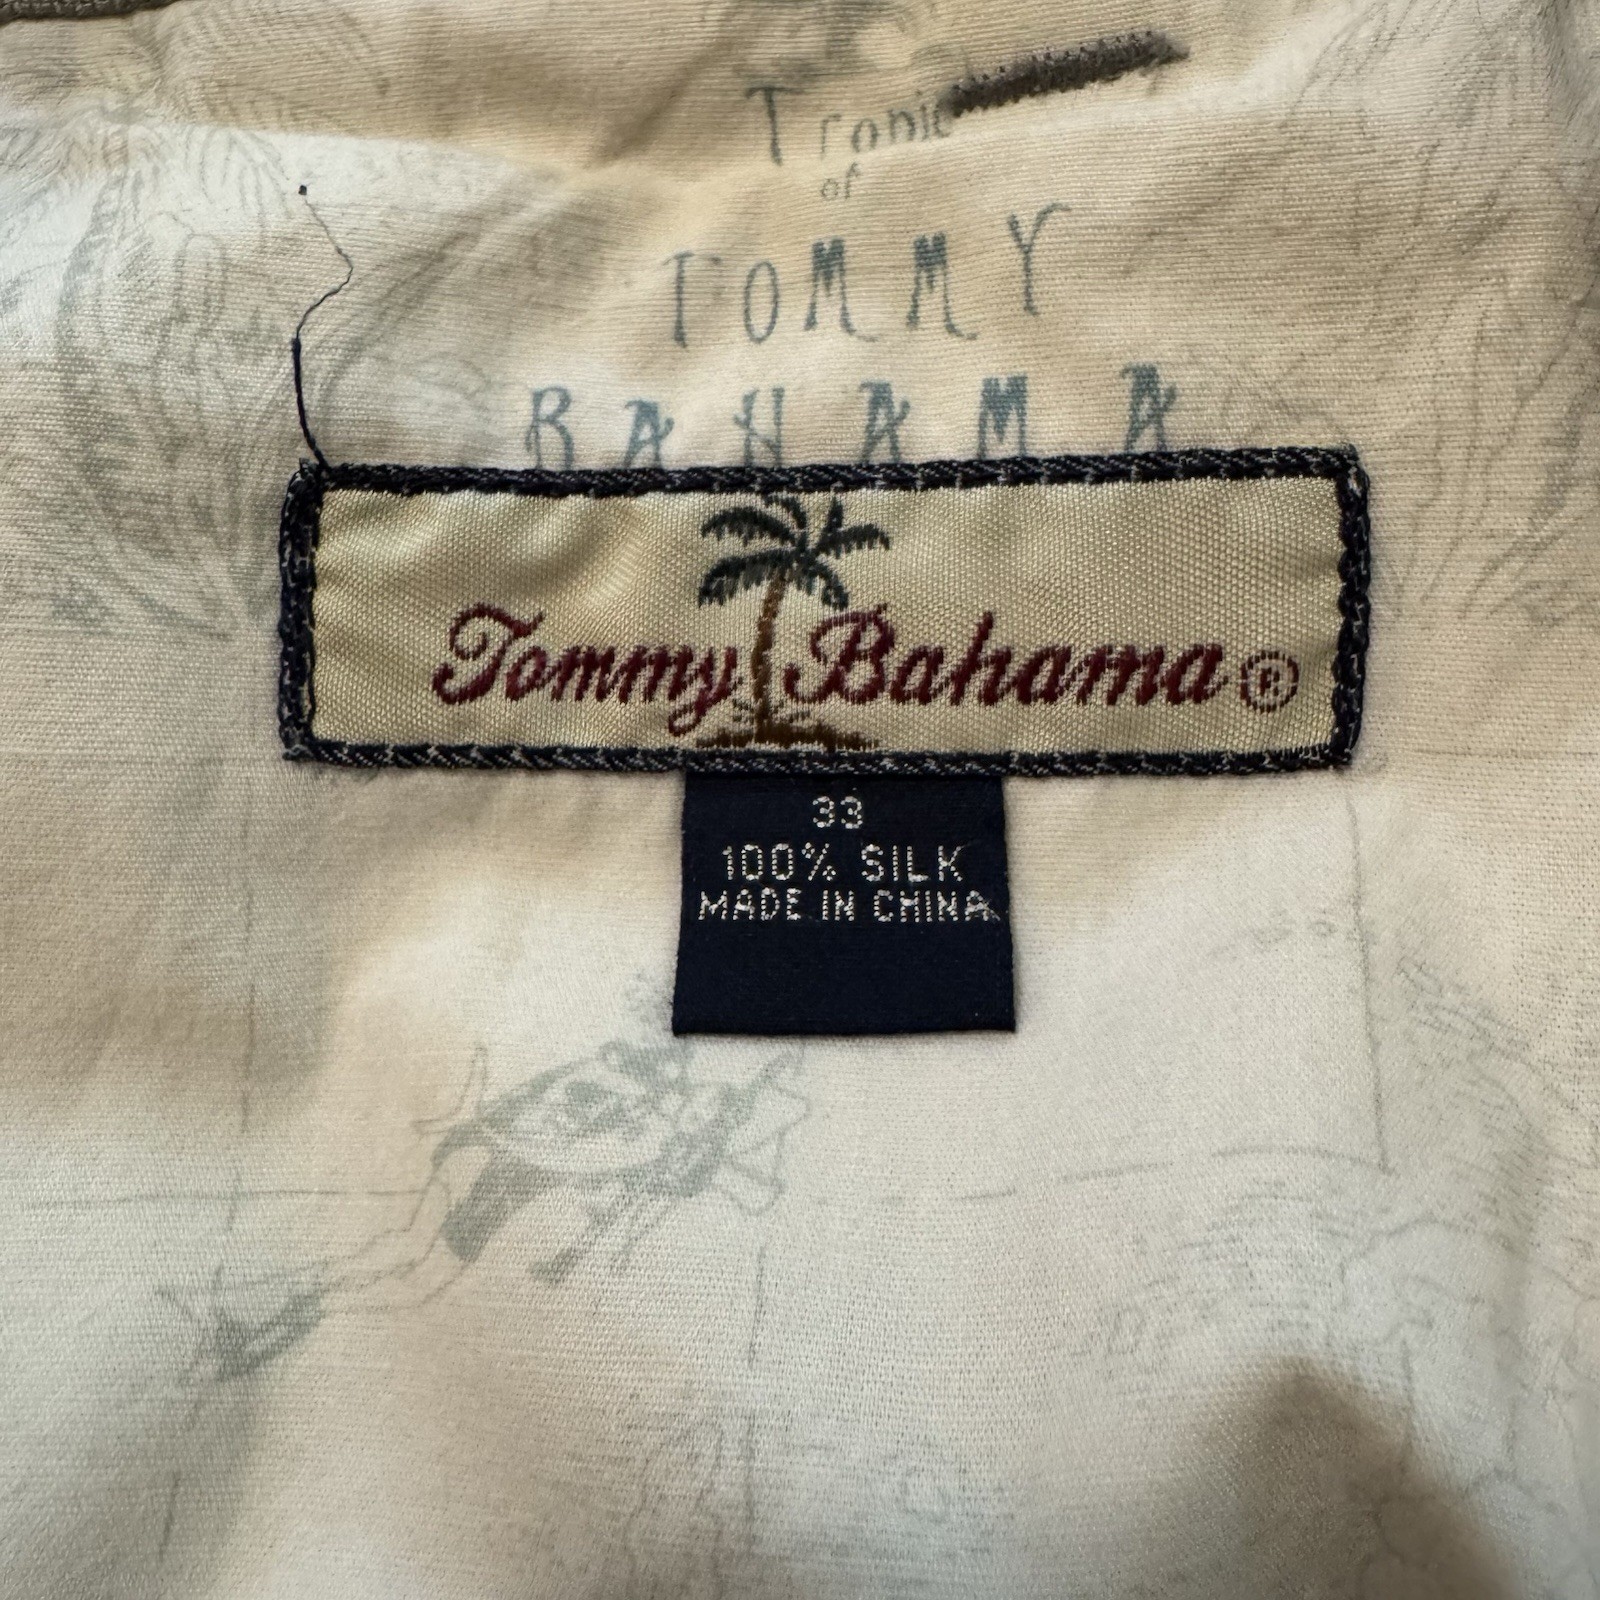 Tropic
of
TOMMY
BAHAMA
Tommy Bahama®
33
100% SILK
MADE IN CHINA